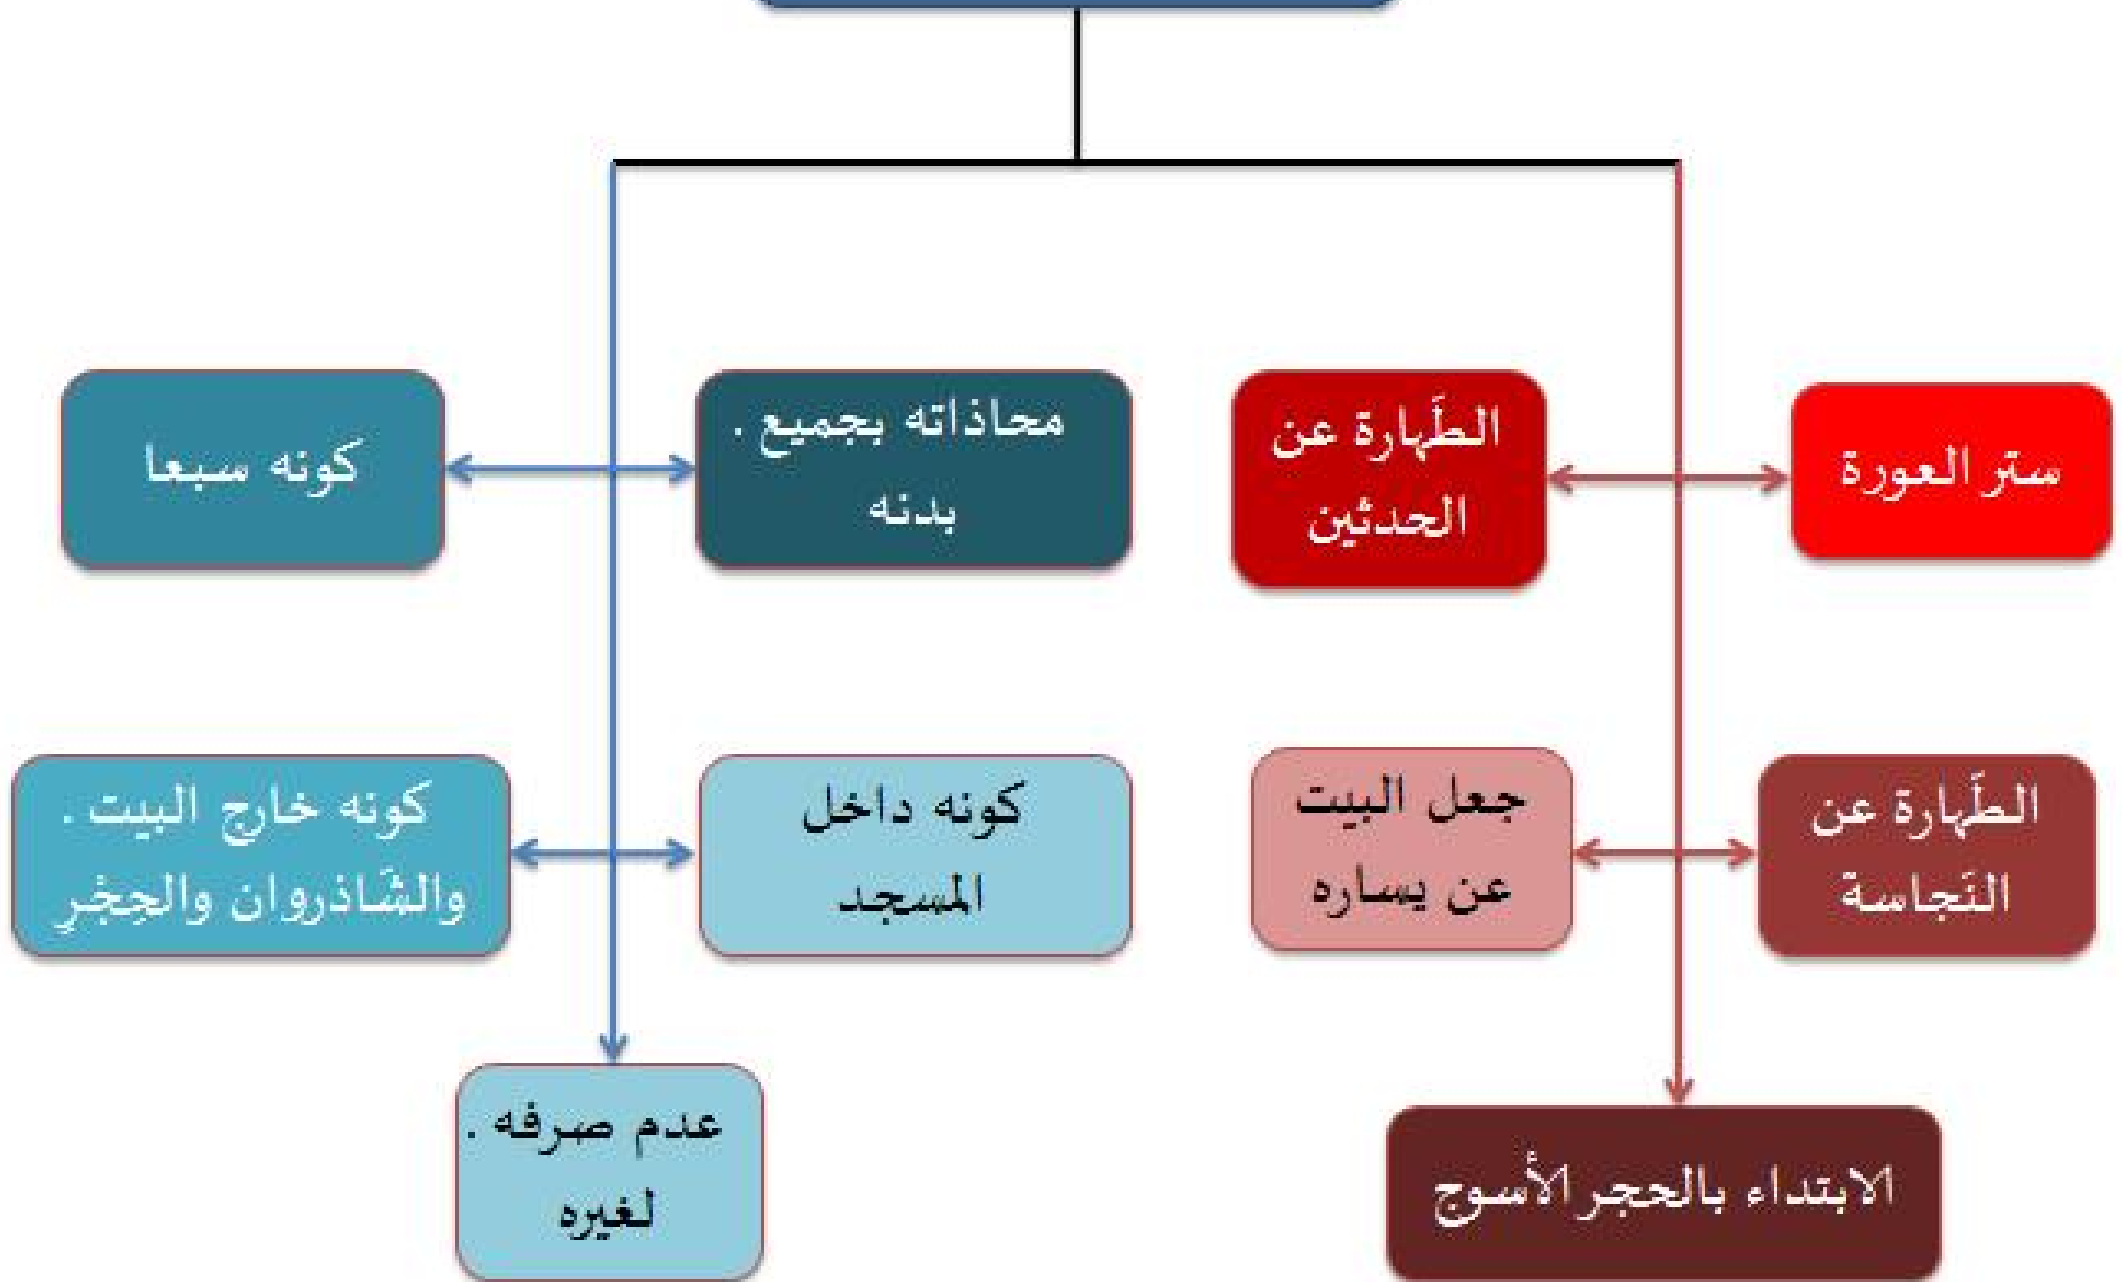 ستر العورة
الطَّهارة عن
الحدثين
الطَّهارة عن
النَّجاسة
جعل البيت
عن يساره
الابتداء بالحجر الأسوج
محاذاته بجميع .
بدنه
كونه سبعا
كونه داخل
المسجد
كونه خارج البيت .
والشَّاذروان والحِجْرِ
عدم صرفه .
لغيره